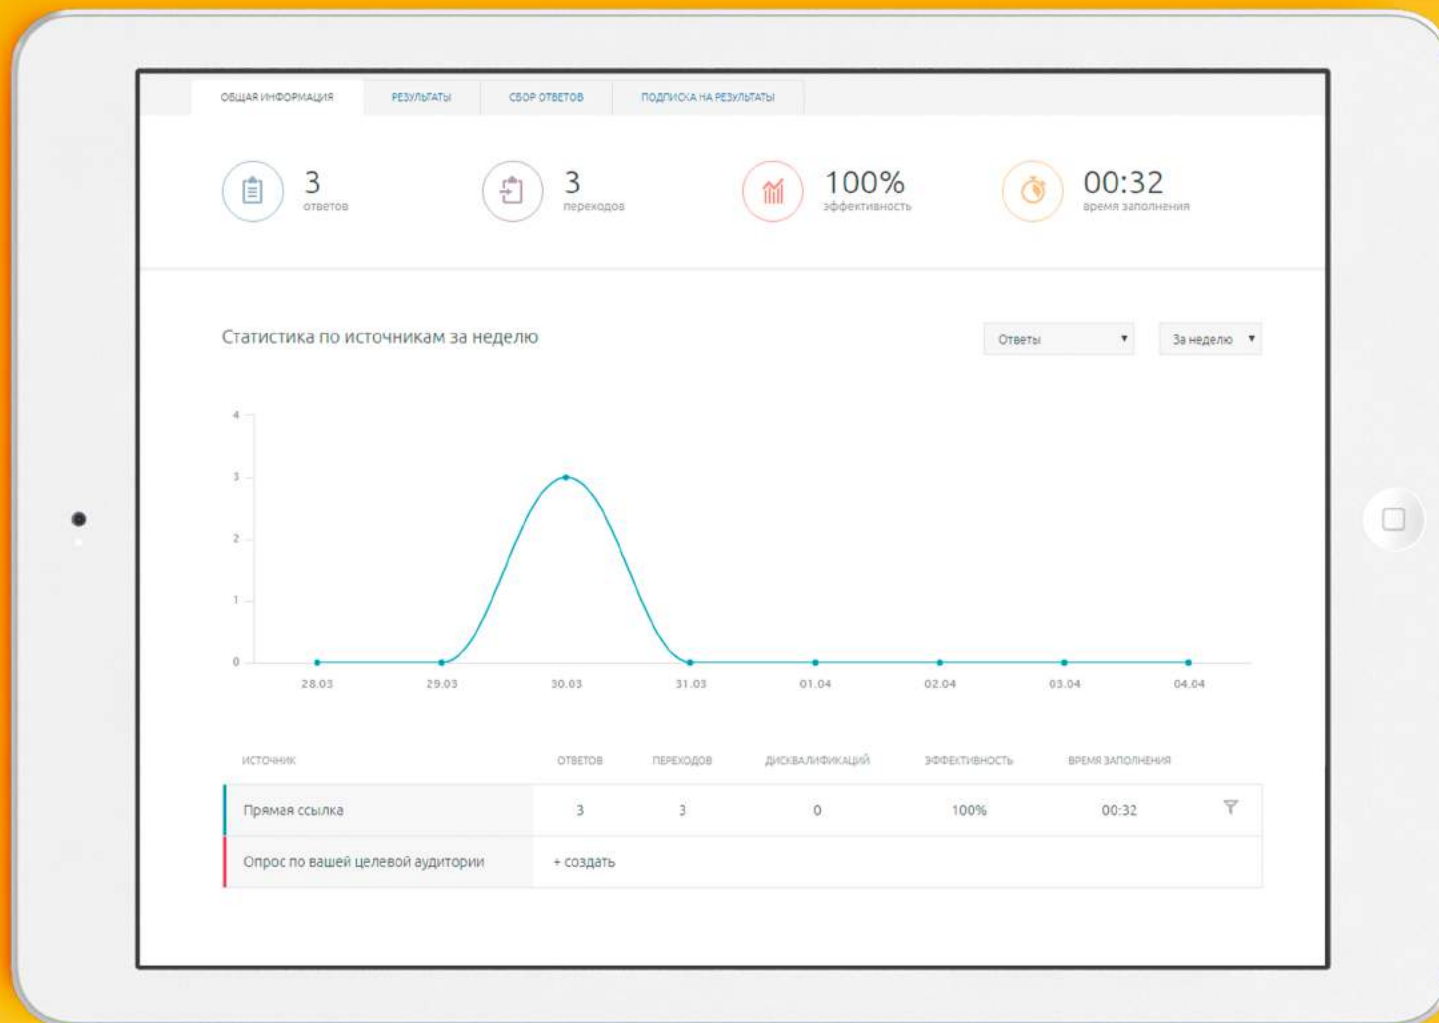 ОБЩАЯ ИНФОРМАЦИЯ РЕЗУЛЬТАТЫ СБОР ОТВЕТОВ ПОДПИСКА НА РЕЗУЛЬТАТЫ
3 3 100% 00:32
ответов переходов эффективность время заполнения
Статистика по источникам за неделю Ответы За неделю
4
3
2
1
0
28.03 29.03 30.03 31.03 01.04 02.04 03.04 04.04
ИСТОЧНИК ОТВЕТОВ ПЕРЕХОДОВ ДИСКВАЛИФИКАЦИЙ ЭФФЕКТИВНОСТЬ ВРЕМЯ ЗАПОЛНЕНИЯ
Прямая ссылка 3 3 0 100% 00:32
Опрос по вашей целевой аудитории + создать